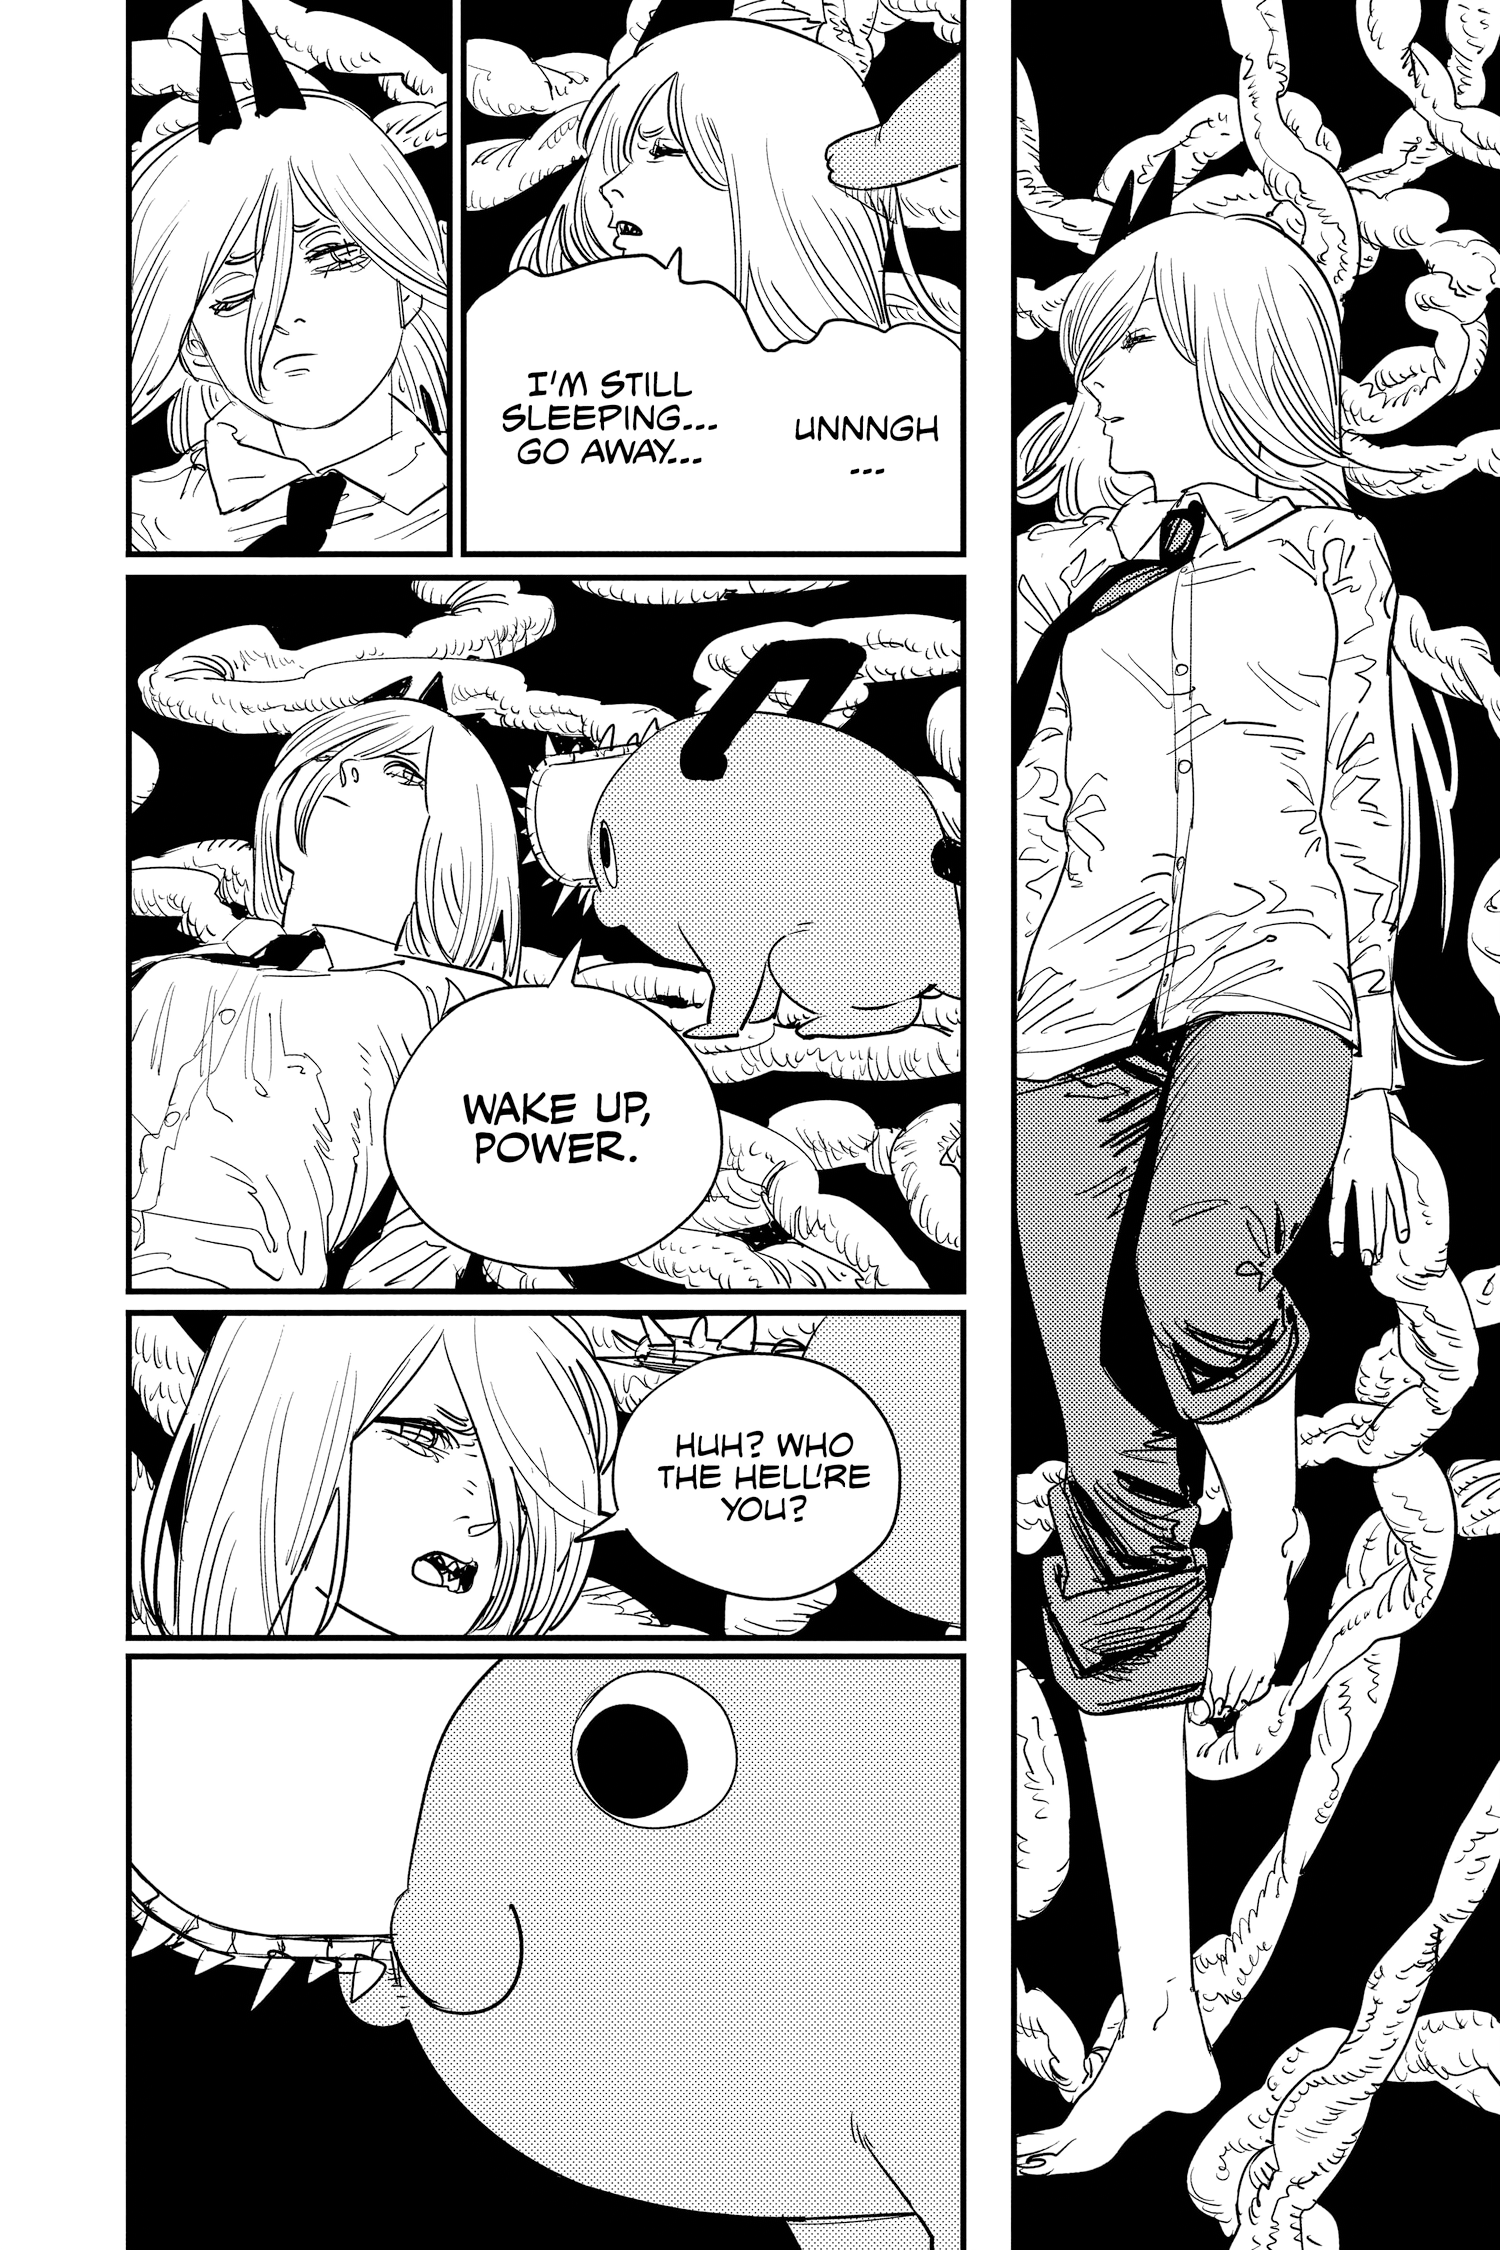 UNNNGH
...
I'M STILL
SLEEPING...
GO AWAY...
WAKE UP,
POWER.
HUH? WHO
THE HELL'RE
YOU?